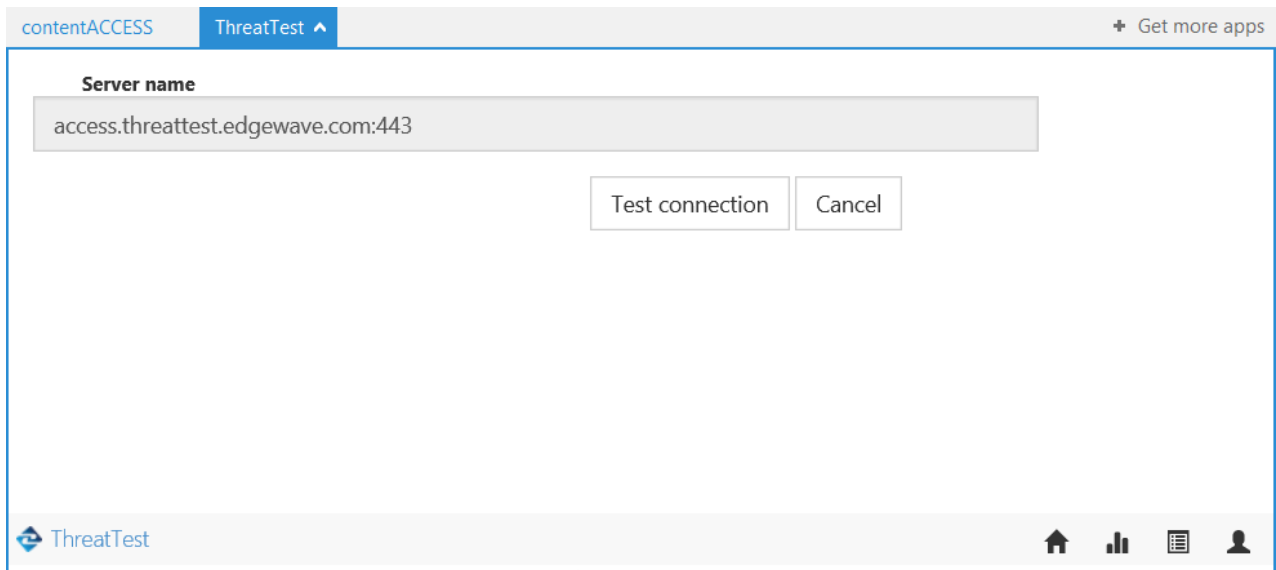 contentACCESS ThreatTest Get more apps
Server name
access.threattest.edgewave.com:443
Test connection Cancel
ThreatTest